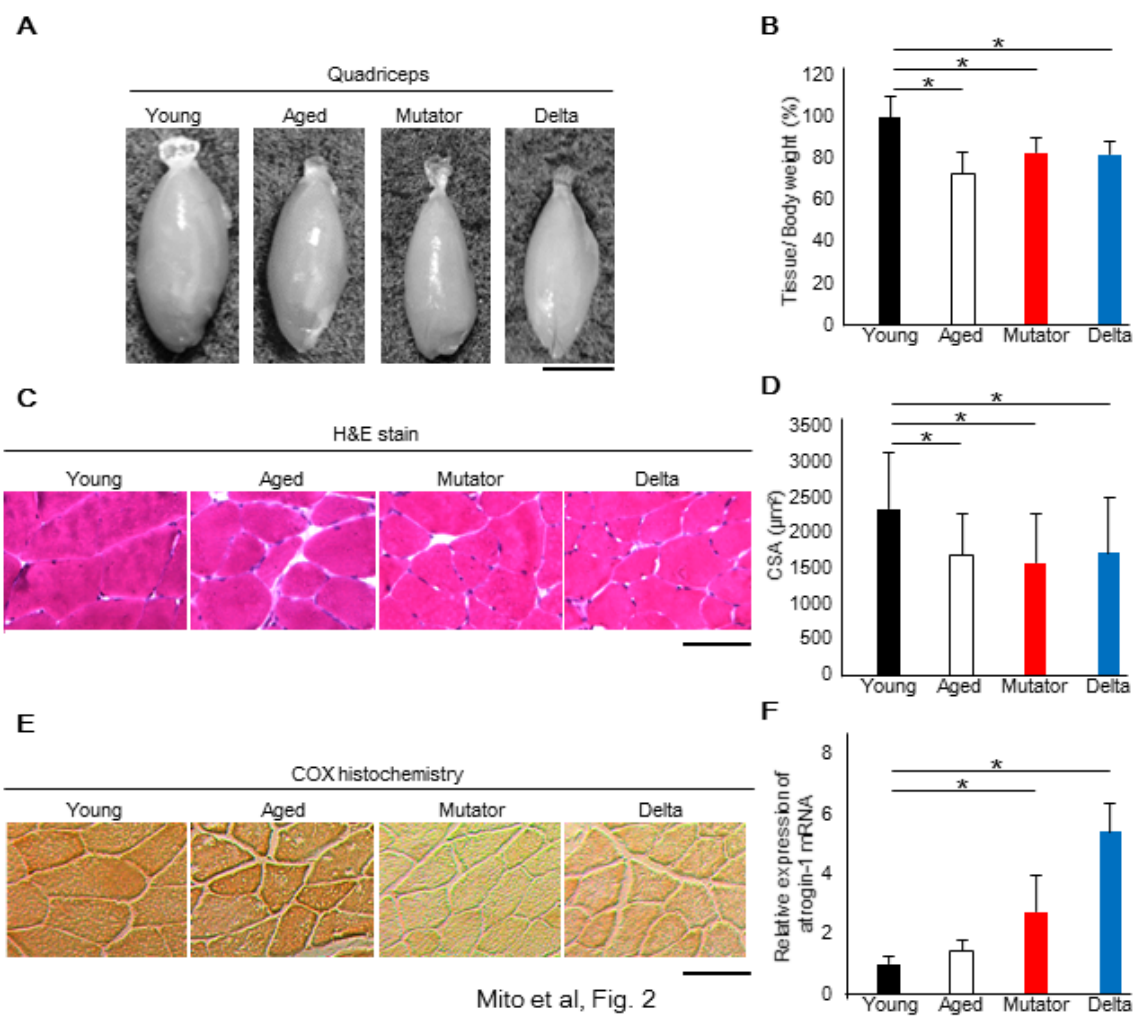 A
Quadriceps
Young Aged Mutator Delta
B
Tissue/ Body weight (%)
120
100
80
60
40
20
0
* * *
Young Aged Mutator Delta
C
H&E stain
Young Aged Mutator Delta
D
CSA (μm²)
3500
3000
2500
2000
1500
1000
500
0
* * *
Young Aged Mutator Delta
E
COX histochemistry
Young Aged Mutator Delta
F
Relative expression of
atrogin-1 mRNA
8
6
4
2
0
* *
Young Aged Mutator Delta
Mito et al, Fig. 2